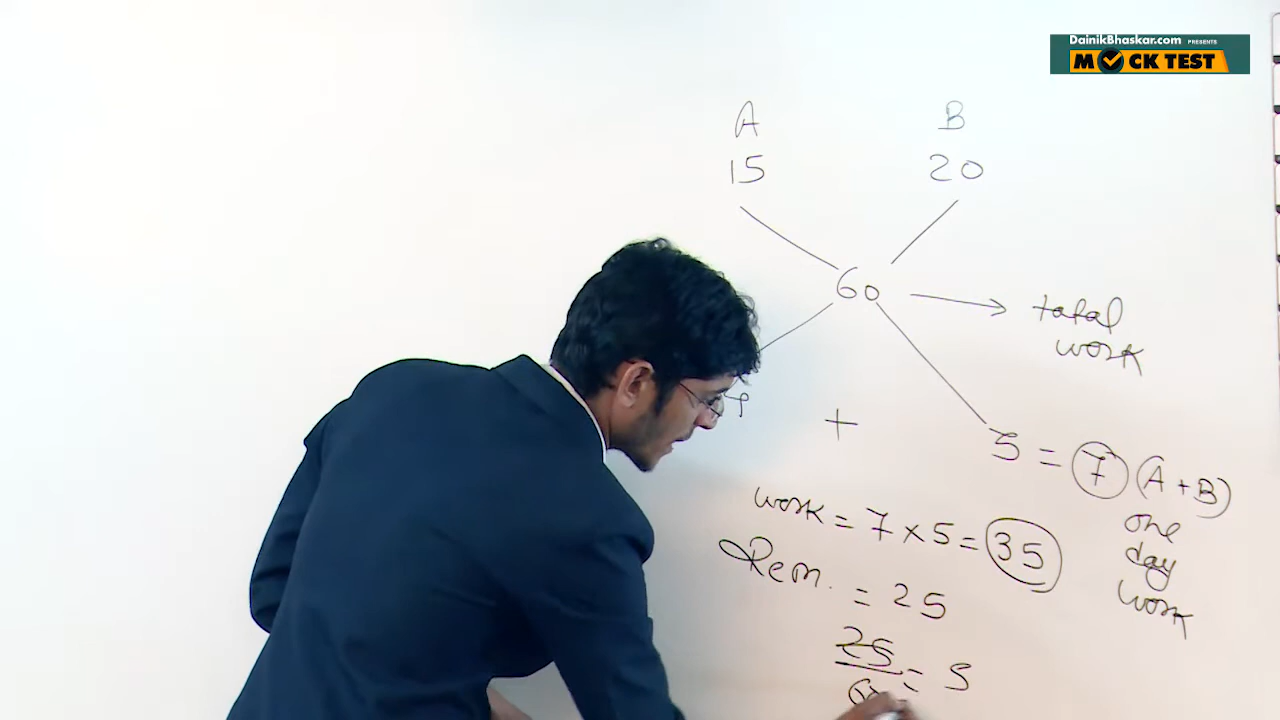 DainikBhaskar.com PRESENTS
MOCK TEST
A B
15 20
60 → total
work
+ 5 = 7 (A + B)
one
day
work
work = 7 × 5 = 35
Rem. = 25
25
= 5